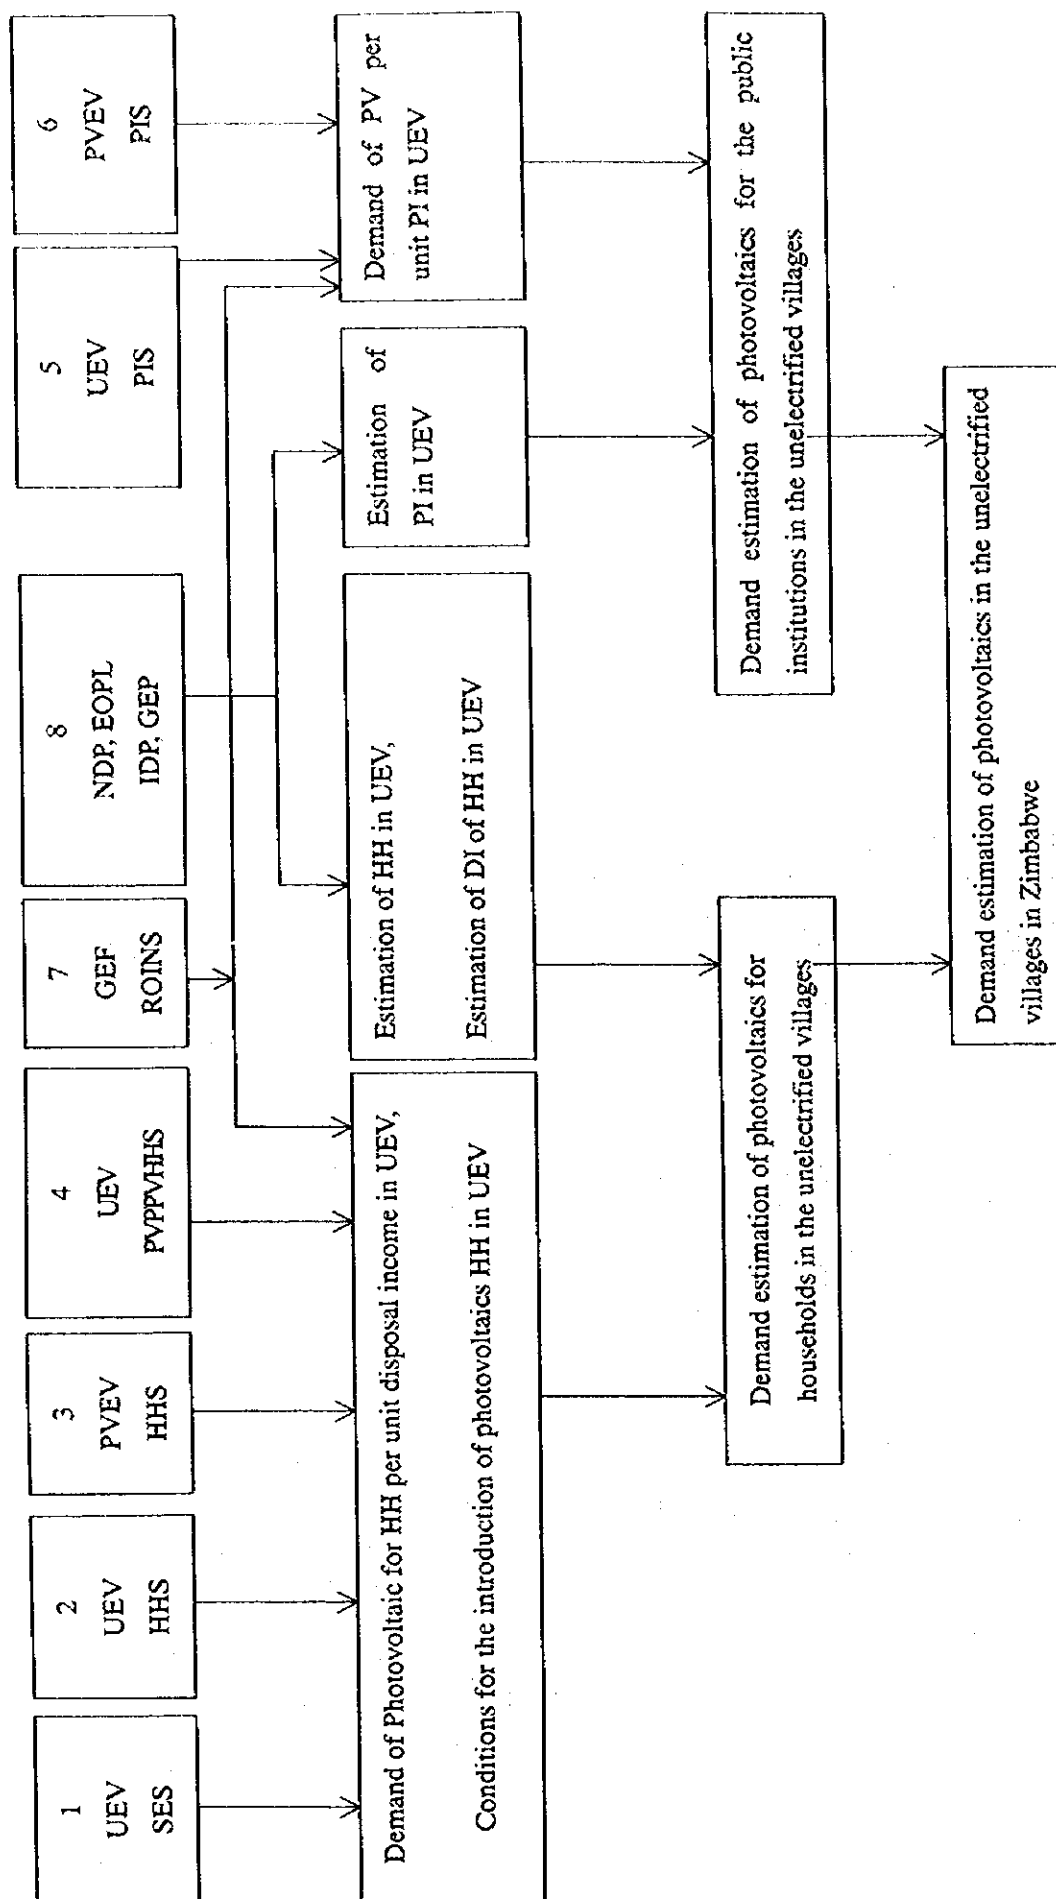 1
UEV
SES
2
UEV
HHS
3
PVEV
HHS
4
UEV
PVPPVHHS
7
GEF
ROINS
8
NDP, EOPL
IDP, GEP
5
UEV
PIS
6
PVEV
PIS
Demand of Photovoltaic for HH per unit disposal income in UEV,
Conditions for the introduction of photovoltaics HH in UEV
Estimation of HH in UEV,
Estimation of DI of HH in UEV
Estimation of
PI in UEV
Demand of PV per
unit PI in UEV
Demand estimation of photovoltaics for
households in the unelectrified villages
Demand estimation of photovoltaics for the public
institutions in the unelectrified villages
Demand estimation of photovoltaics in the unelectrified
villages in Zimbabwe